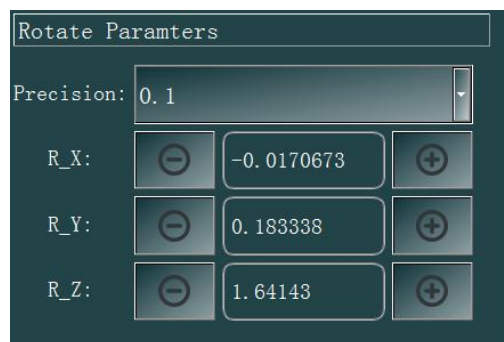 Rotate Paramters
Precision: 0.1
R_X: -0.0170673
R_Y: 0.183338
R_Z: 1.64143